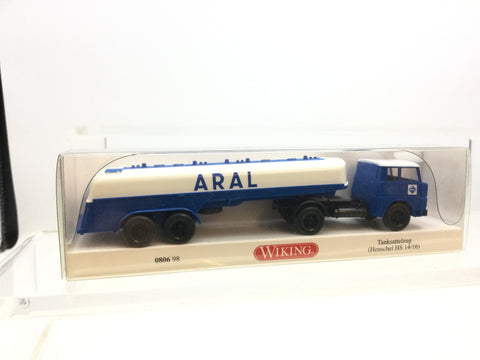 ARAL
0806 98
WIKING
Tanksattelzug
(Henschel HS 14/16)